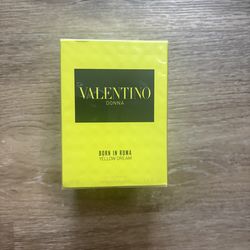 VALENTINO
DONNA
BORN IN ROMA
YELLOW DREAM